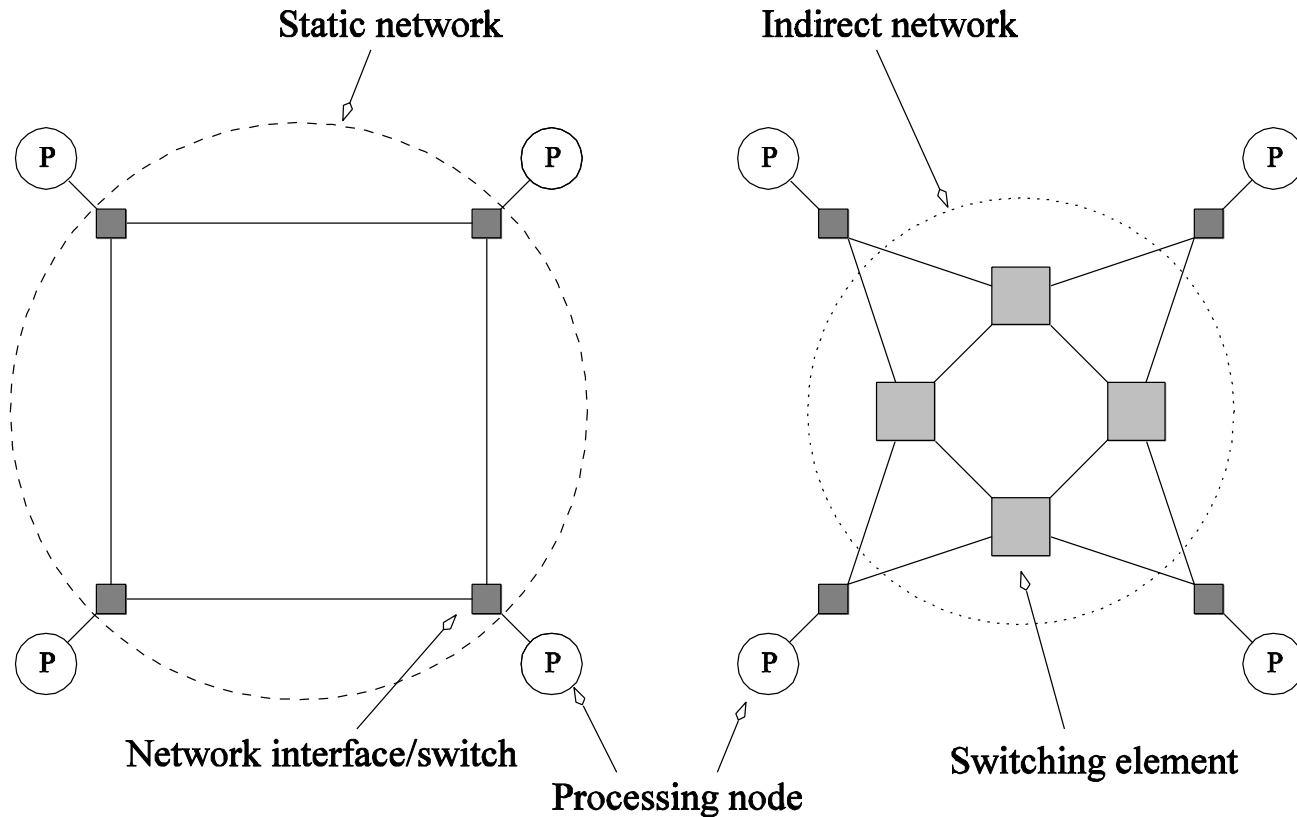 Static network
Indirect network
P
P
P
P
P
P
P
P
Network interface/switch
Switching element
Processing node